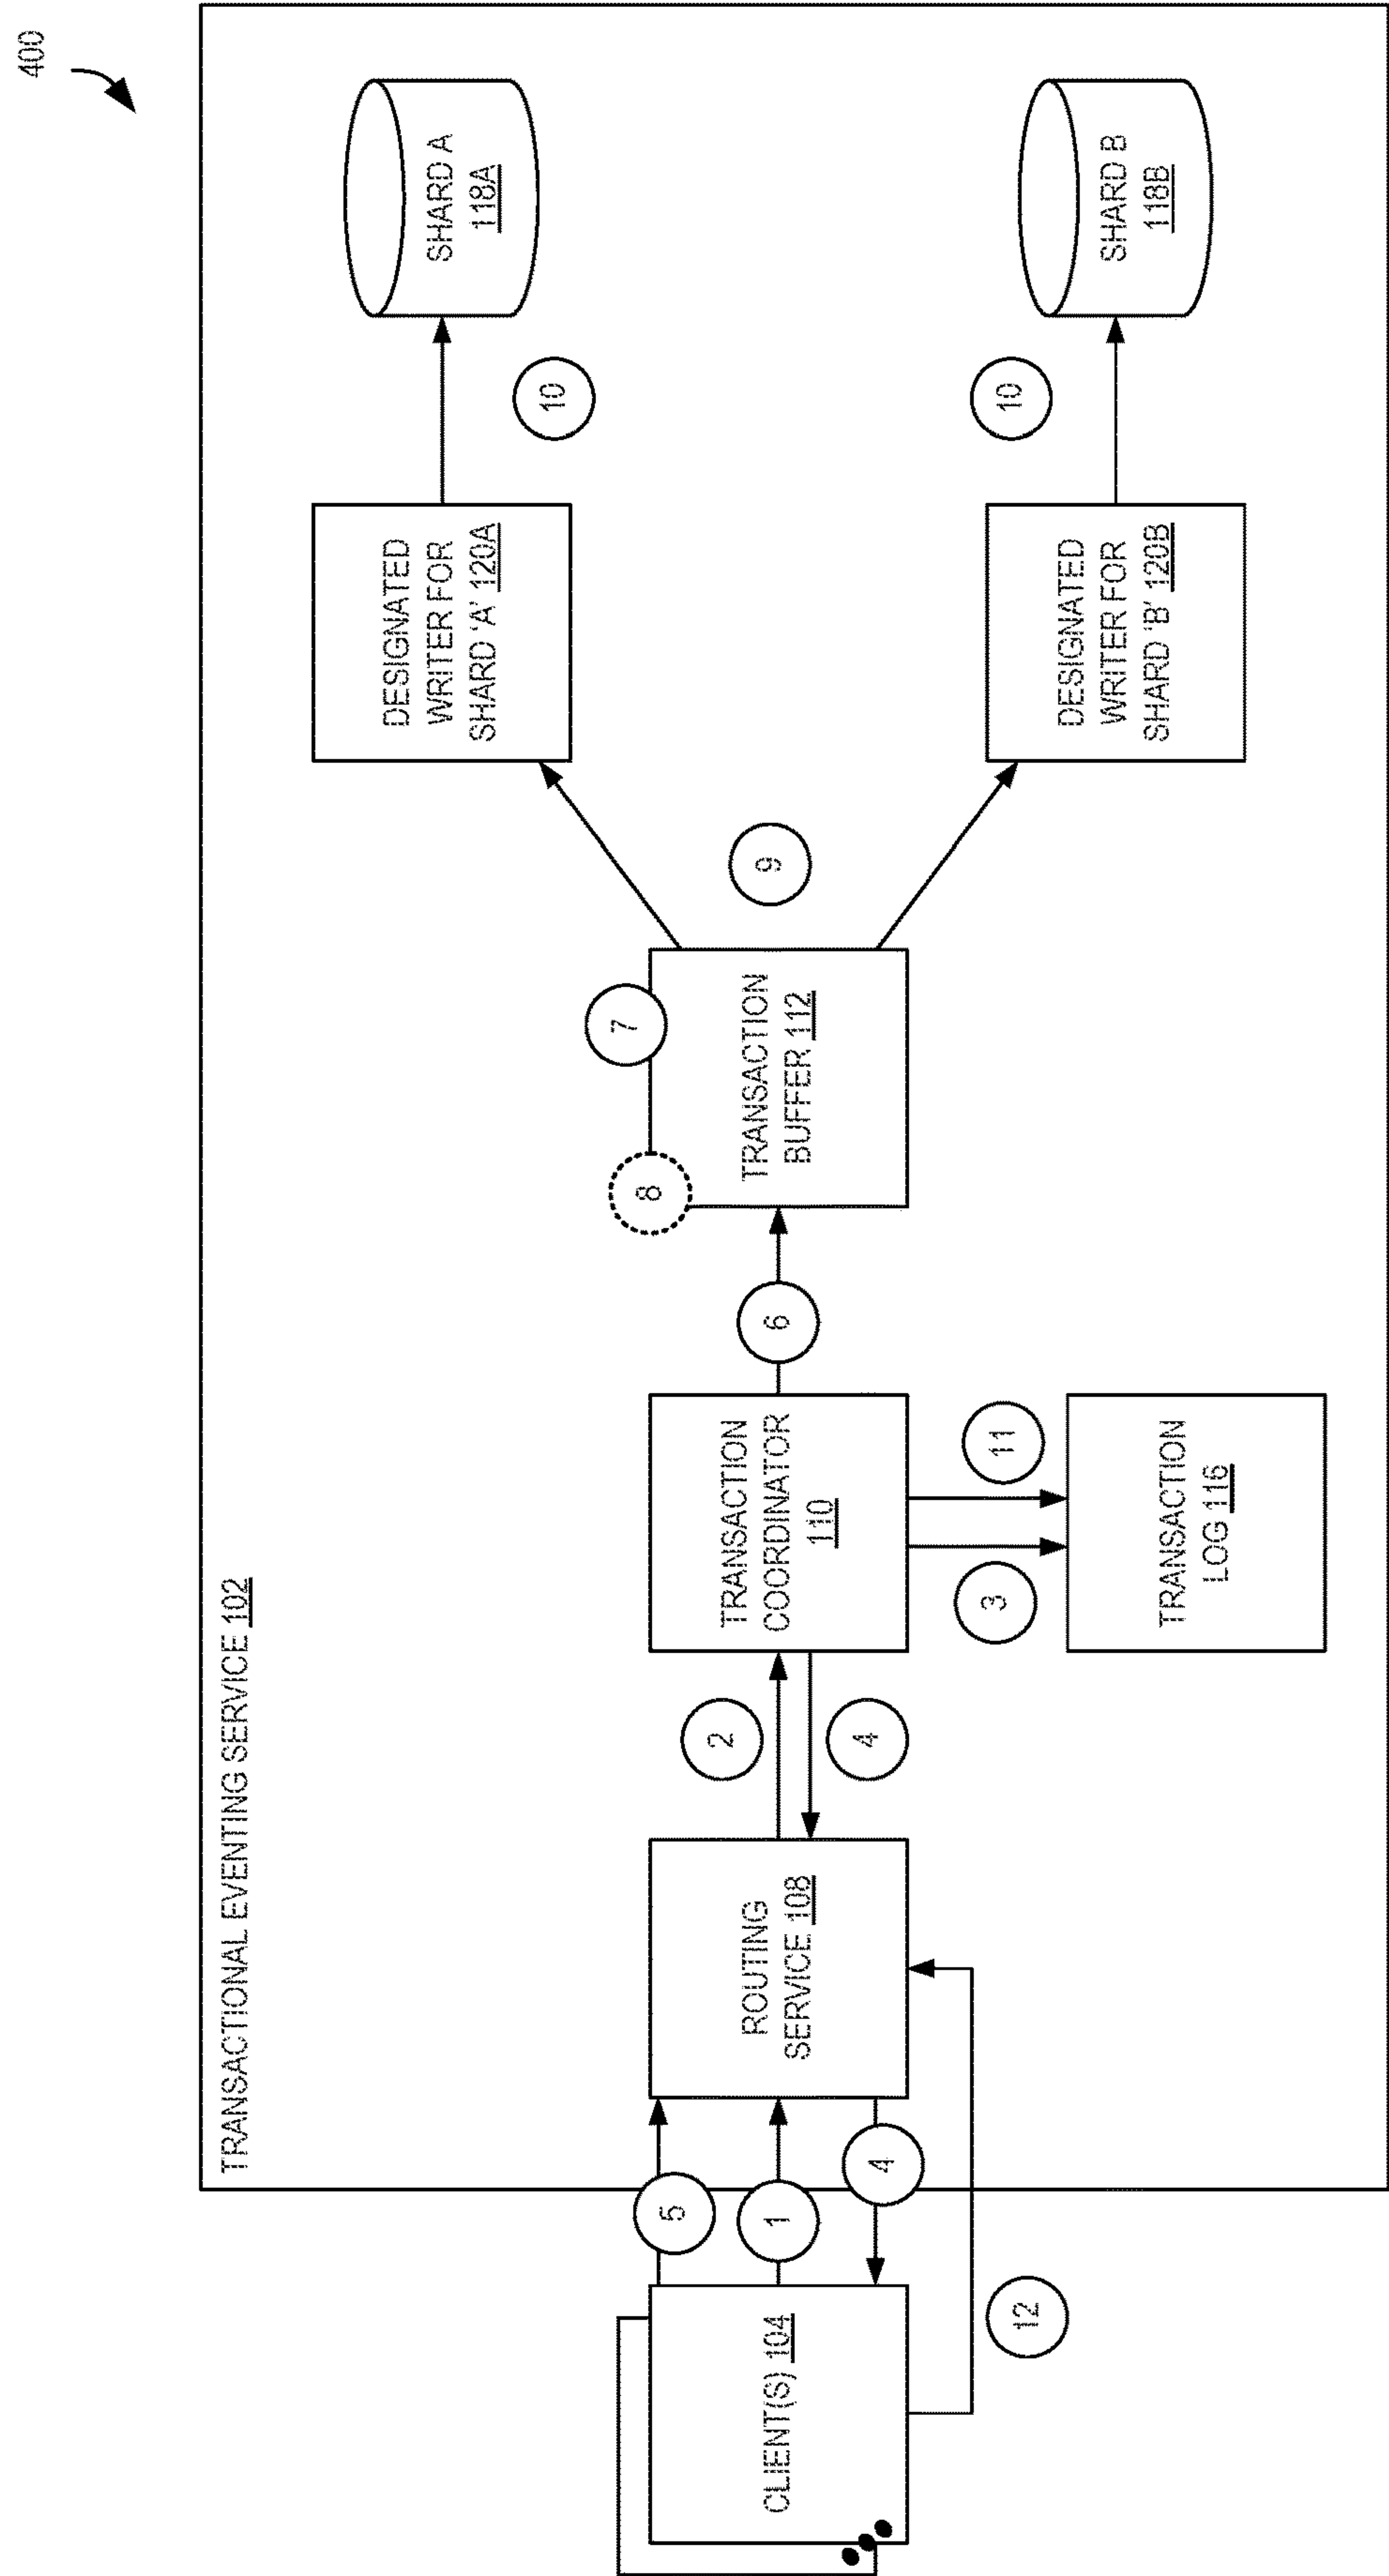 400
TRANSACTIONAL EVENTING SERVICE 102
CLIENT(S) 104
5
1
4
12
ROUTING
SERVICE 108
2
4
TRANSACTION
COORDINATOR
110
3
11
TRANSACTION
LOG 116
6
8
7
TRANSACTION
BUFFER 112
9
DESIGNATED
WRITER FOR
SHARD 'A' 120A
10
SHARD A
118A
DESIGNATED
WRITER FOR
SHARD 'B' 120B
10
SHARD B
118B